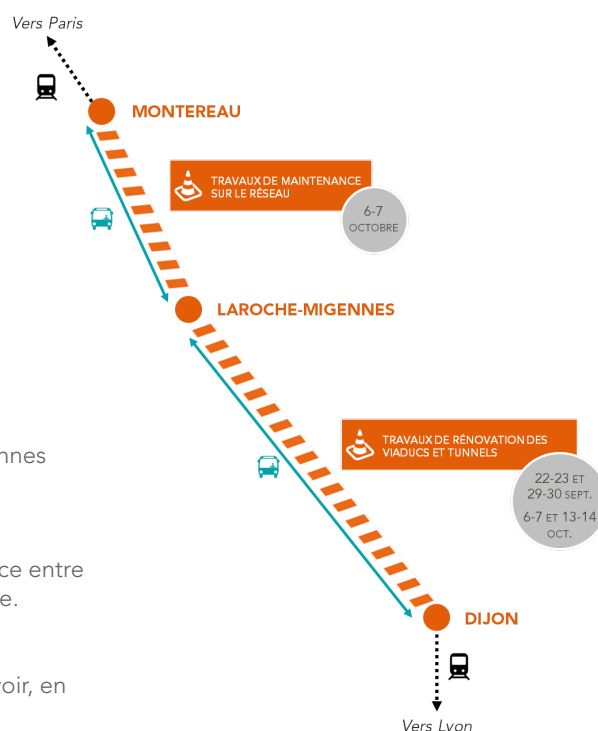 Vers Paris
MONTEREAU
TRAVAUX DE MAINTENANCE
SUR LE RÉSEAU
6-7
OCTOBRE
LAROCHE-MIGENNES
TRAVAUX DE RÉNOVATION DES
VIADUCS ET TUNNELS
22-23 ET
29-30 SEPT.
6-7 ET 13-14
OCT.
DIJON
Vers Lyon
nnes
ce entre
e.
voir, en